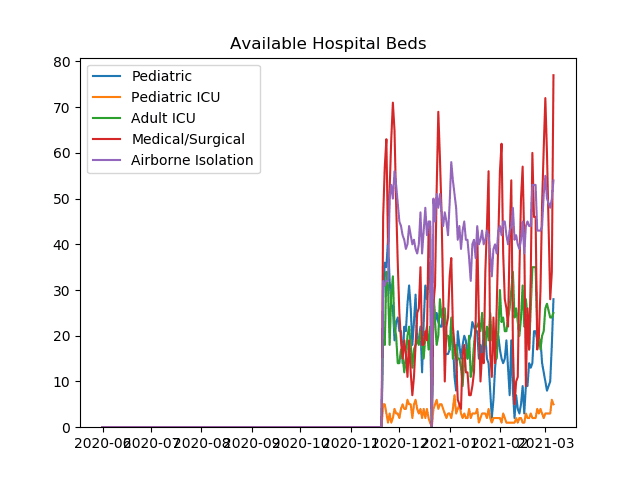 Available Hospital Beds
80
70
60
50
40
30
20
10
0
Pediatric
Pediatric ICU
Adult ICU
Medical/Surgical
Airborne Isolation
2020-06 2020-07 2020-08 2020-09 2020-10 2020-11 2020-12 2021-01 2021-02 2021-03